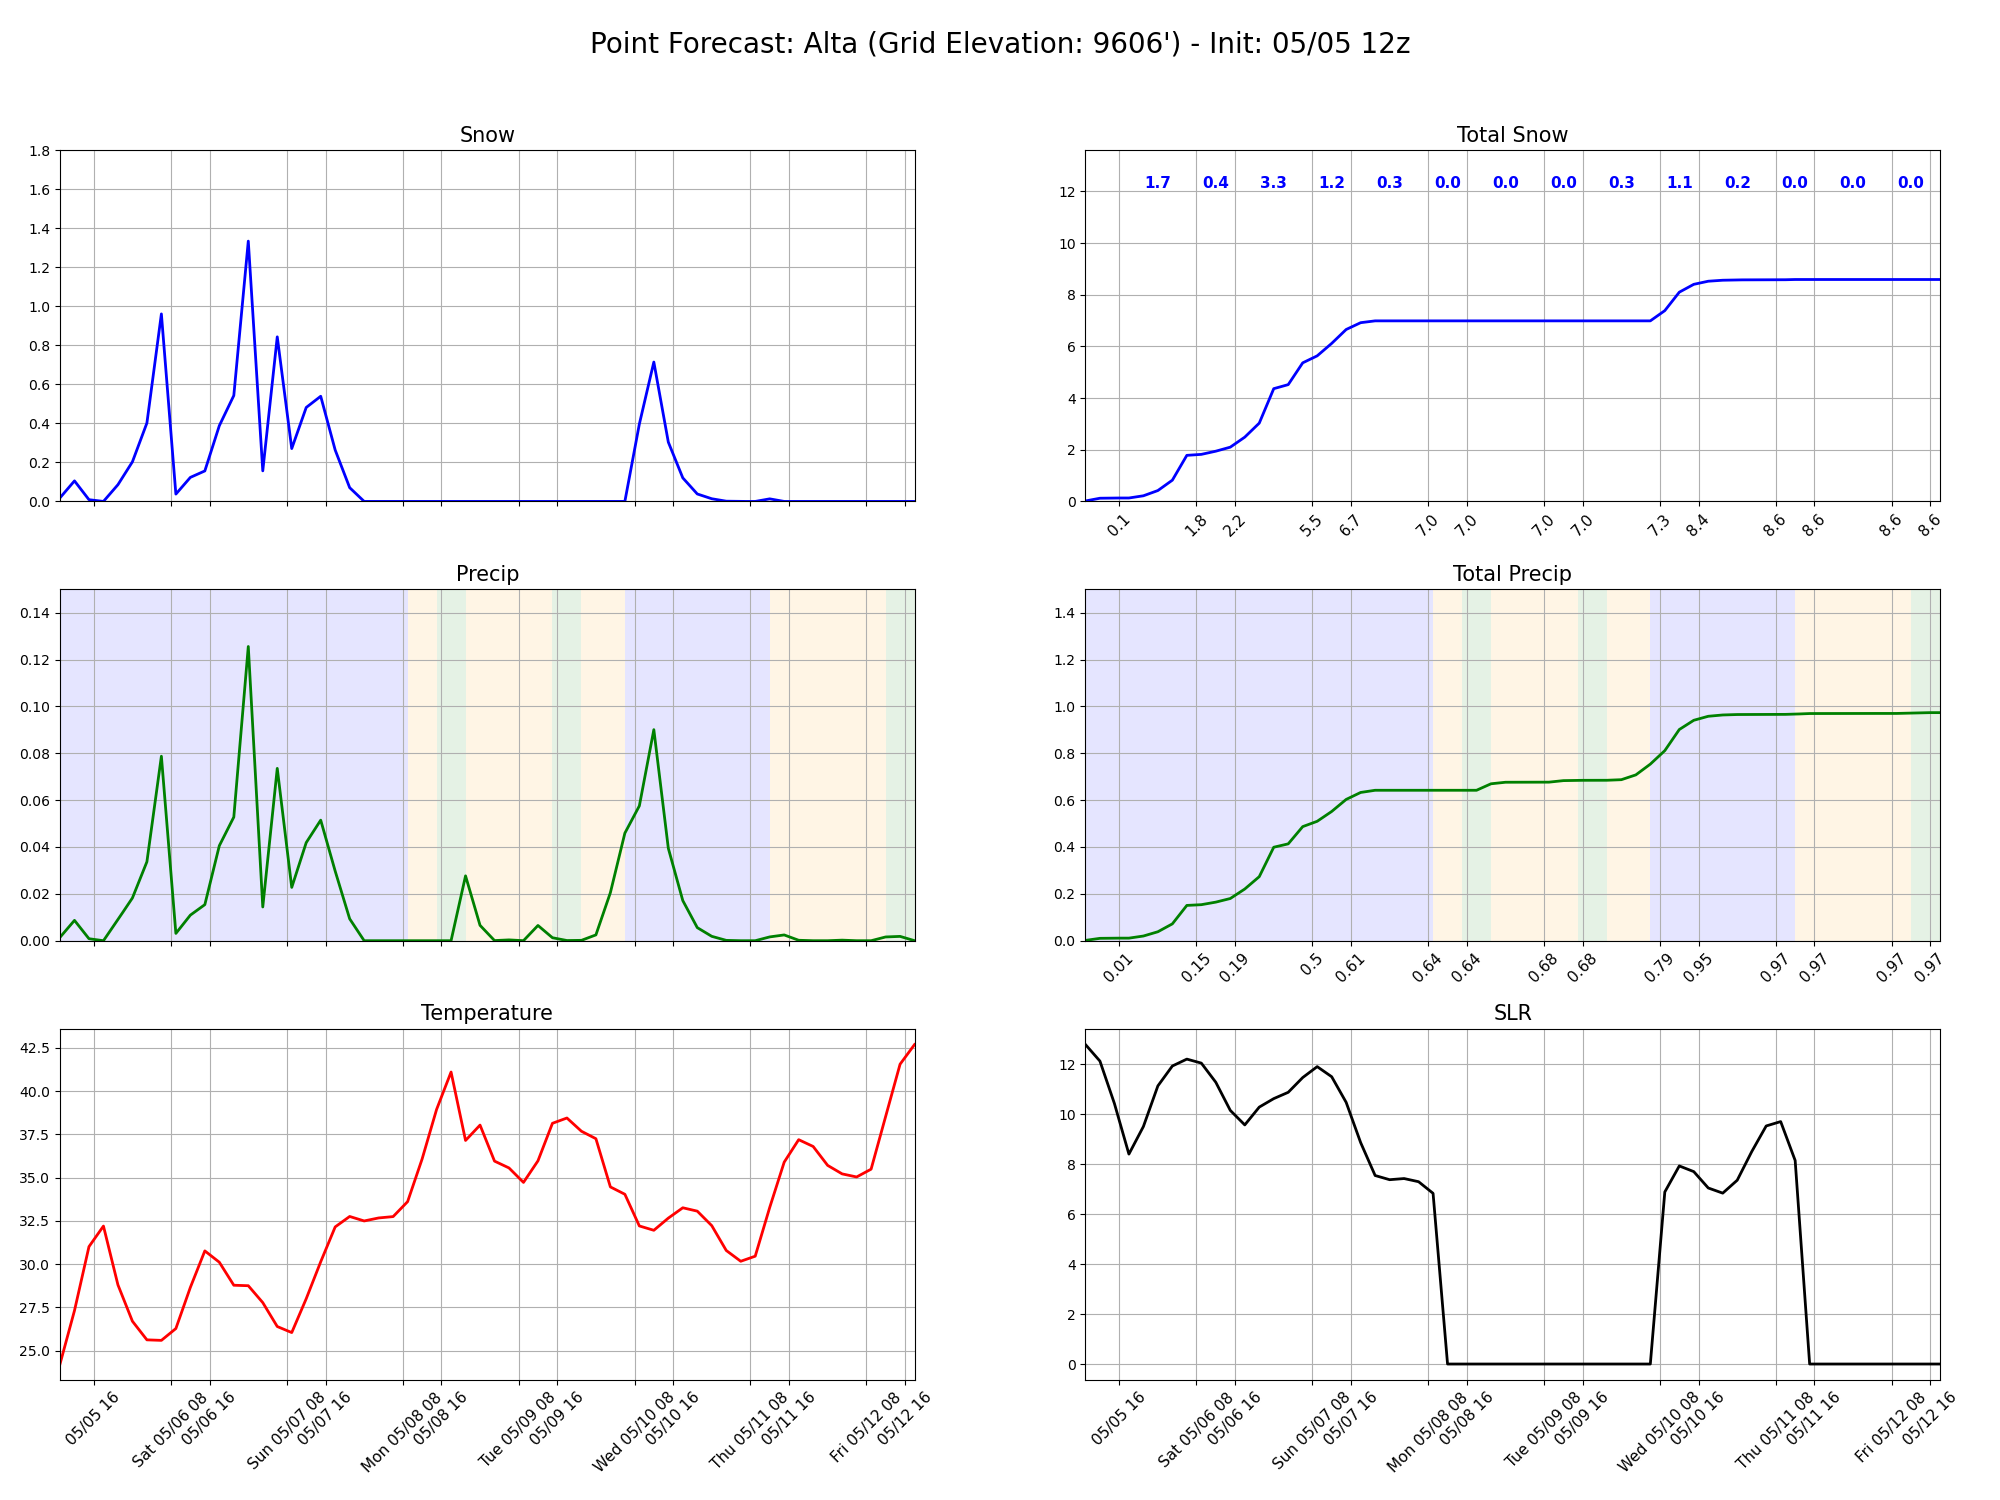 Point Forecast: Alta (Grid Elevation: 9606') - Init: 05/05 12z
Snow
1.8
1.6
1.4
1.2
1.0
0.8
0.6
0.4
0.2
0.0
Total Snow
1.7 0.4 3.3 1.2 0.3 0.0 0.0 0.0 0.3 1.1 0.2 0.0 0.0 0.0
12
10
8
6
4
2
0
0.1 1.8 2.2 5.5 6.7 7.0 7.0 7.0 7.0 7.3 8.4 8.6 8.6 8.6 8.6
Precip
0.14
0.12
0.10
0.08
0.06
0.04
0.02
0.00
Total Precip
1.4
1.2
1.0
0.8
0.6
0.4
0.2
0.0
0.01 0.15 0.19 0.5 0.61 0.64 0.64 0.68 0.68 0.79 0.95 0.97 0.97 0.97 0.97
Temperature
42.5
40.0
37.5
35.0
32.5
30.0
27.5
25.0
05/05 16
Sat 05/06 08
05/06 16
Sun 05/07 08
05/07 16
Mon 05/08 08
05/08 16
Tue 05/09 08
05/09 16
Wed 05/10 08
05/10 16
Thu 05/11 08
05/11 16
Fri 05/12 08
05/12 16
SLR
12
10
8
6
4
2
0
05/05 16
Sat 05/06 08
05/06 16
Sun 05/07 08
05/07 16
Mon 05/08 08
05/08 16
Tue 05/09 08
05/09 16
Wed 05/10 08
05/10 16
Thu 05/11 08
05/11 16
Fri 05/12 08
05/12 16